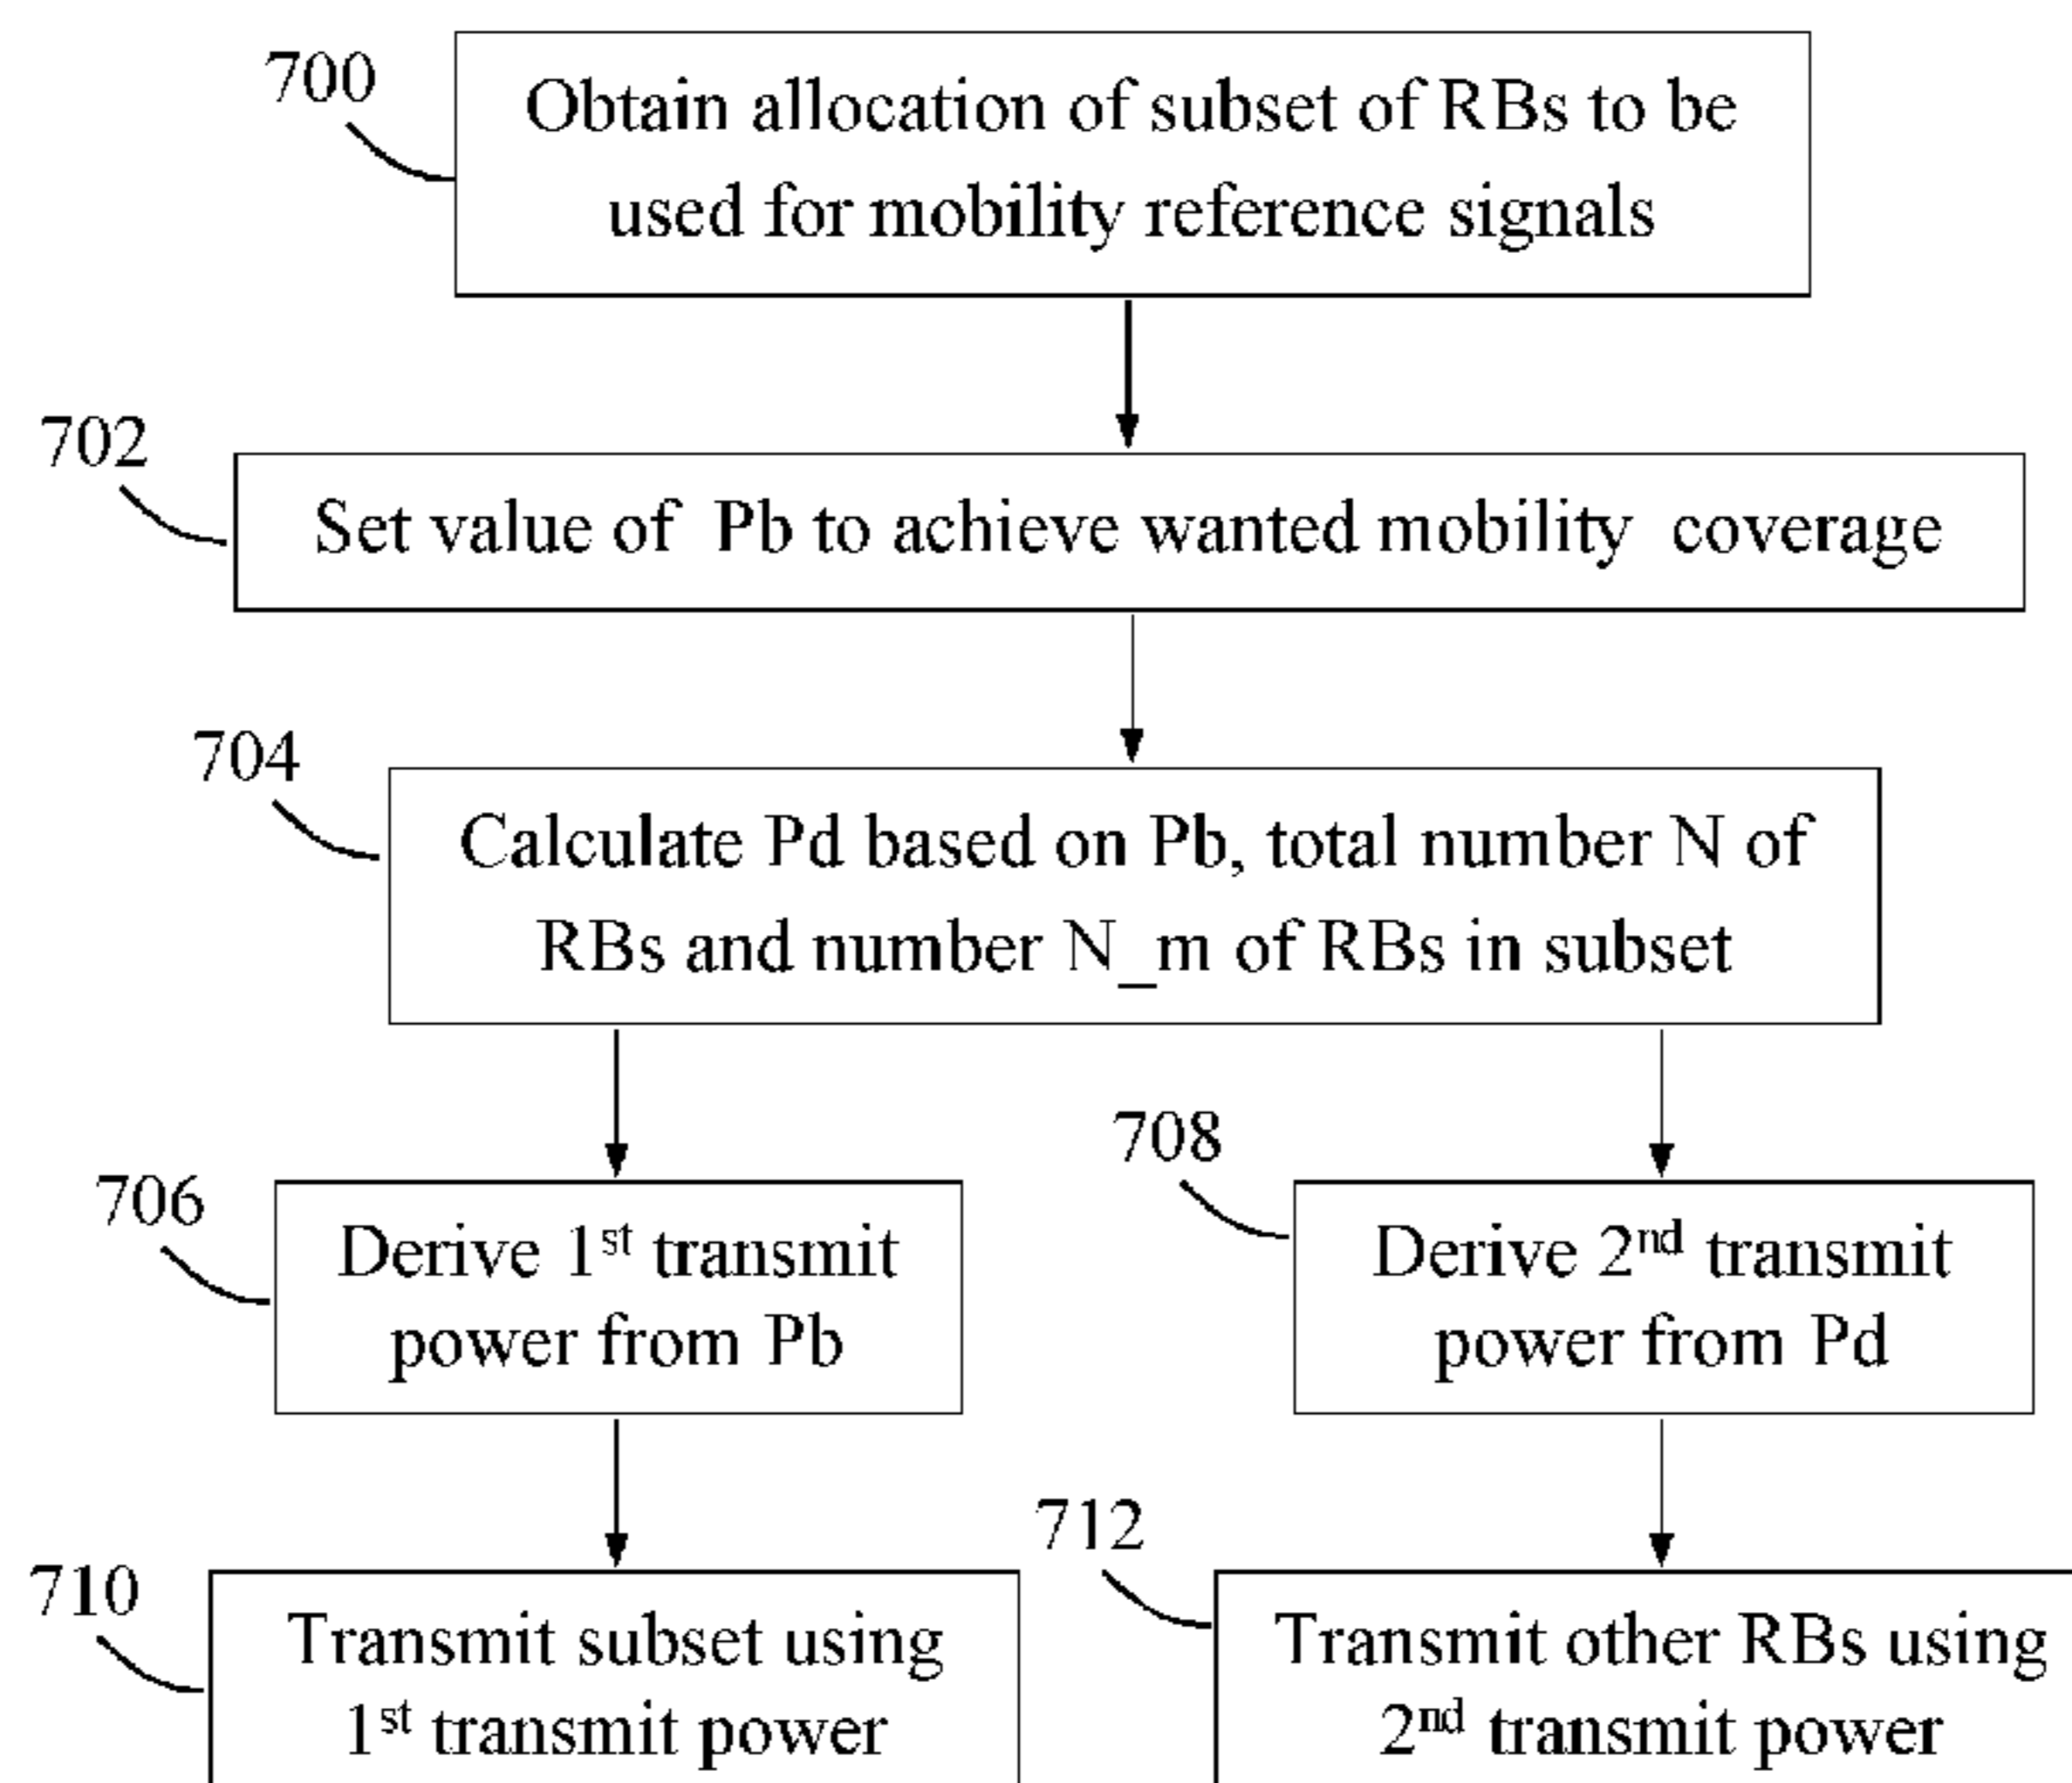 700
Obtain allocation of subset of RBs to be
used for mobility reference signals
702
Set value of Pb to achieve wanted mobility coverage
704
Calculate Pd based on Pb, total number N of
RBs and number N_m of RBs in subset
706
Derive 1st transmit
power from Pb
708
Derive 2nd transmit
power from Pd
710
Transmit subset using
1st transmit power
712
Transmit other RBs using
2nd transmit power